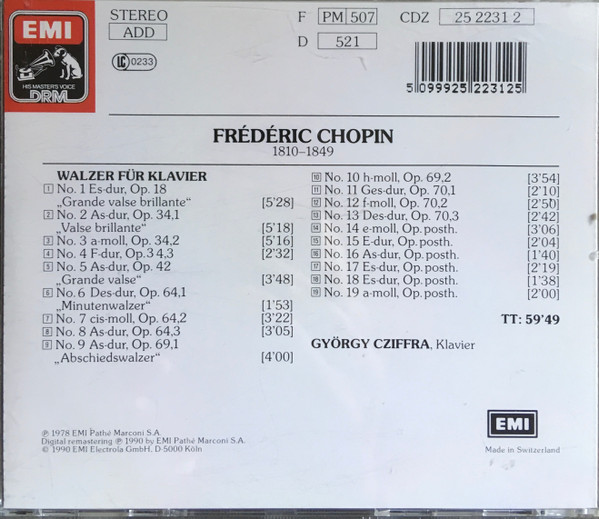 EMI
HIS MASTER'S VOICE
DRM
STEREO
ADD
LC 0233
F PM 507 CDZ 25 2231 2
D 521
5 099925 223125
FRÉDÉRIC CHOPIN
1810–1849
WALZER FÜR KLAVIER
1 No. 1 Es-dur, Op. 18
„Grande valse brillante“ [5'28]
2 No. 2 As-dur, Op. 34,1
„Valse brillante“ [5'18]
3 No. 3 a-moll, Op. 34,2 [5'16]
4 No. 4 F-dur, Op.3 4,3 [2'32]
5 No. 5 As-dur, Op. 42
„Grande valse“ [3'48]
6 No. 6 Des-dur, Op. 64,1
„Minutenwalzer“ [1'53]
7 No. 7 cis-moll, Op. 64,2 [3'22]
8 No. 8 As-dur, Op. 64,3 [3'05]
9 No. 9 As-dur, Op. 69,1
„Abschiedswalzer“ [4'00]
10 No. 10 h-moll, Op. 69,2 [3'54]
11 No. 11 Ges-dur, Op. 70,1 [2'10]
12 No. 12 f-moll, Op. 70,2 [2'50]
13 No. 13 Des-dur, Op. 70,3 [2'42]
14 No. 14 e-moll, Op. posth. [3'06]
15 No. 15 E-dur, Op. posth. [2'04]
16 No. 16 As-dur, Op. posth. [1'40]
17 No. 17 Es-dur, Op. posth. [2'19]
18 No. 18 Es-dur, Op. posth. [1'38]
19 No. 19 a-moll, Op. posth. [2'00]
TT: 59'49
GYÖRGY CZIFFRA, Klavier
℗ 1978 EMI Pathé Marconi S.A.
Digital remastering ℗ 1990 by EMI Pathé Marconi S.A.
© 1990 EMI Electrola GmbH, D-5000 Köln
EMI
Made in Switzerland